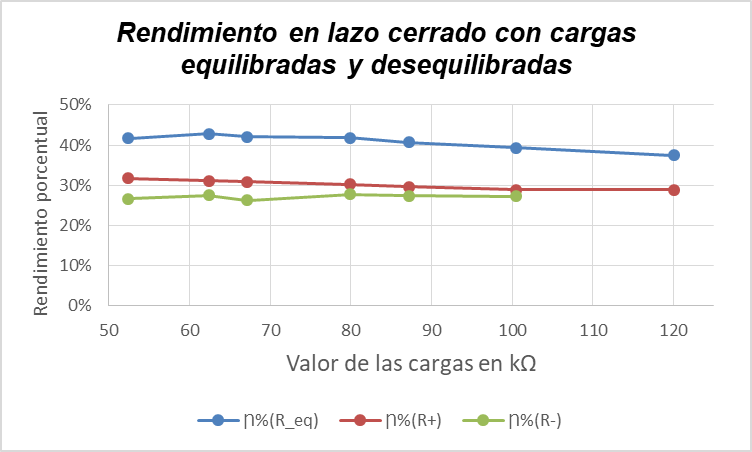 Rendimiento en lazo cerrado con cargas
equilibradas y desequilibradas
Rendimiento porcentual
50%
40%
30%
20%
10%
0%
50 60 70 80 90 100 110 120
Valor de las cargas en kΩ
Ƞ%(R_eq) Ƞ%(R+) Ƞ%(R-)